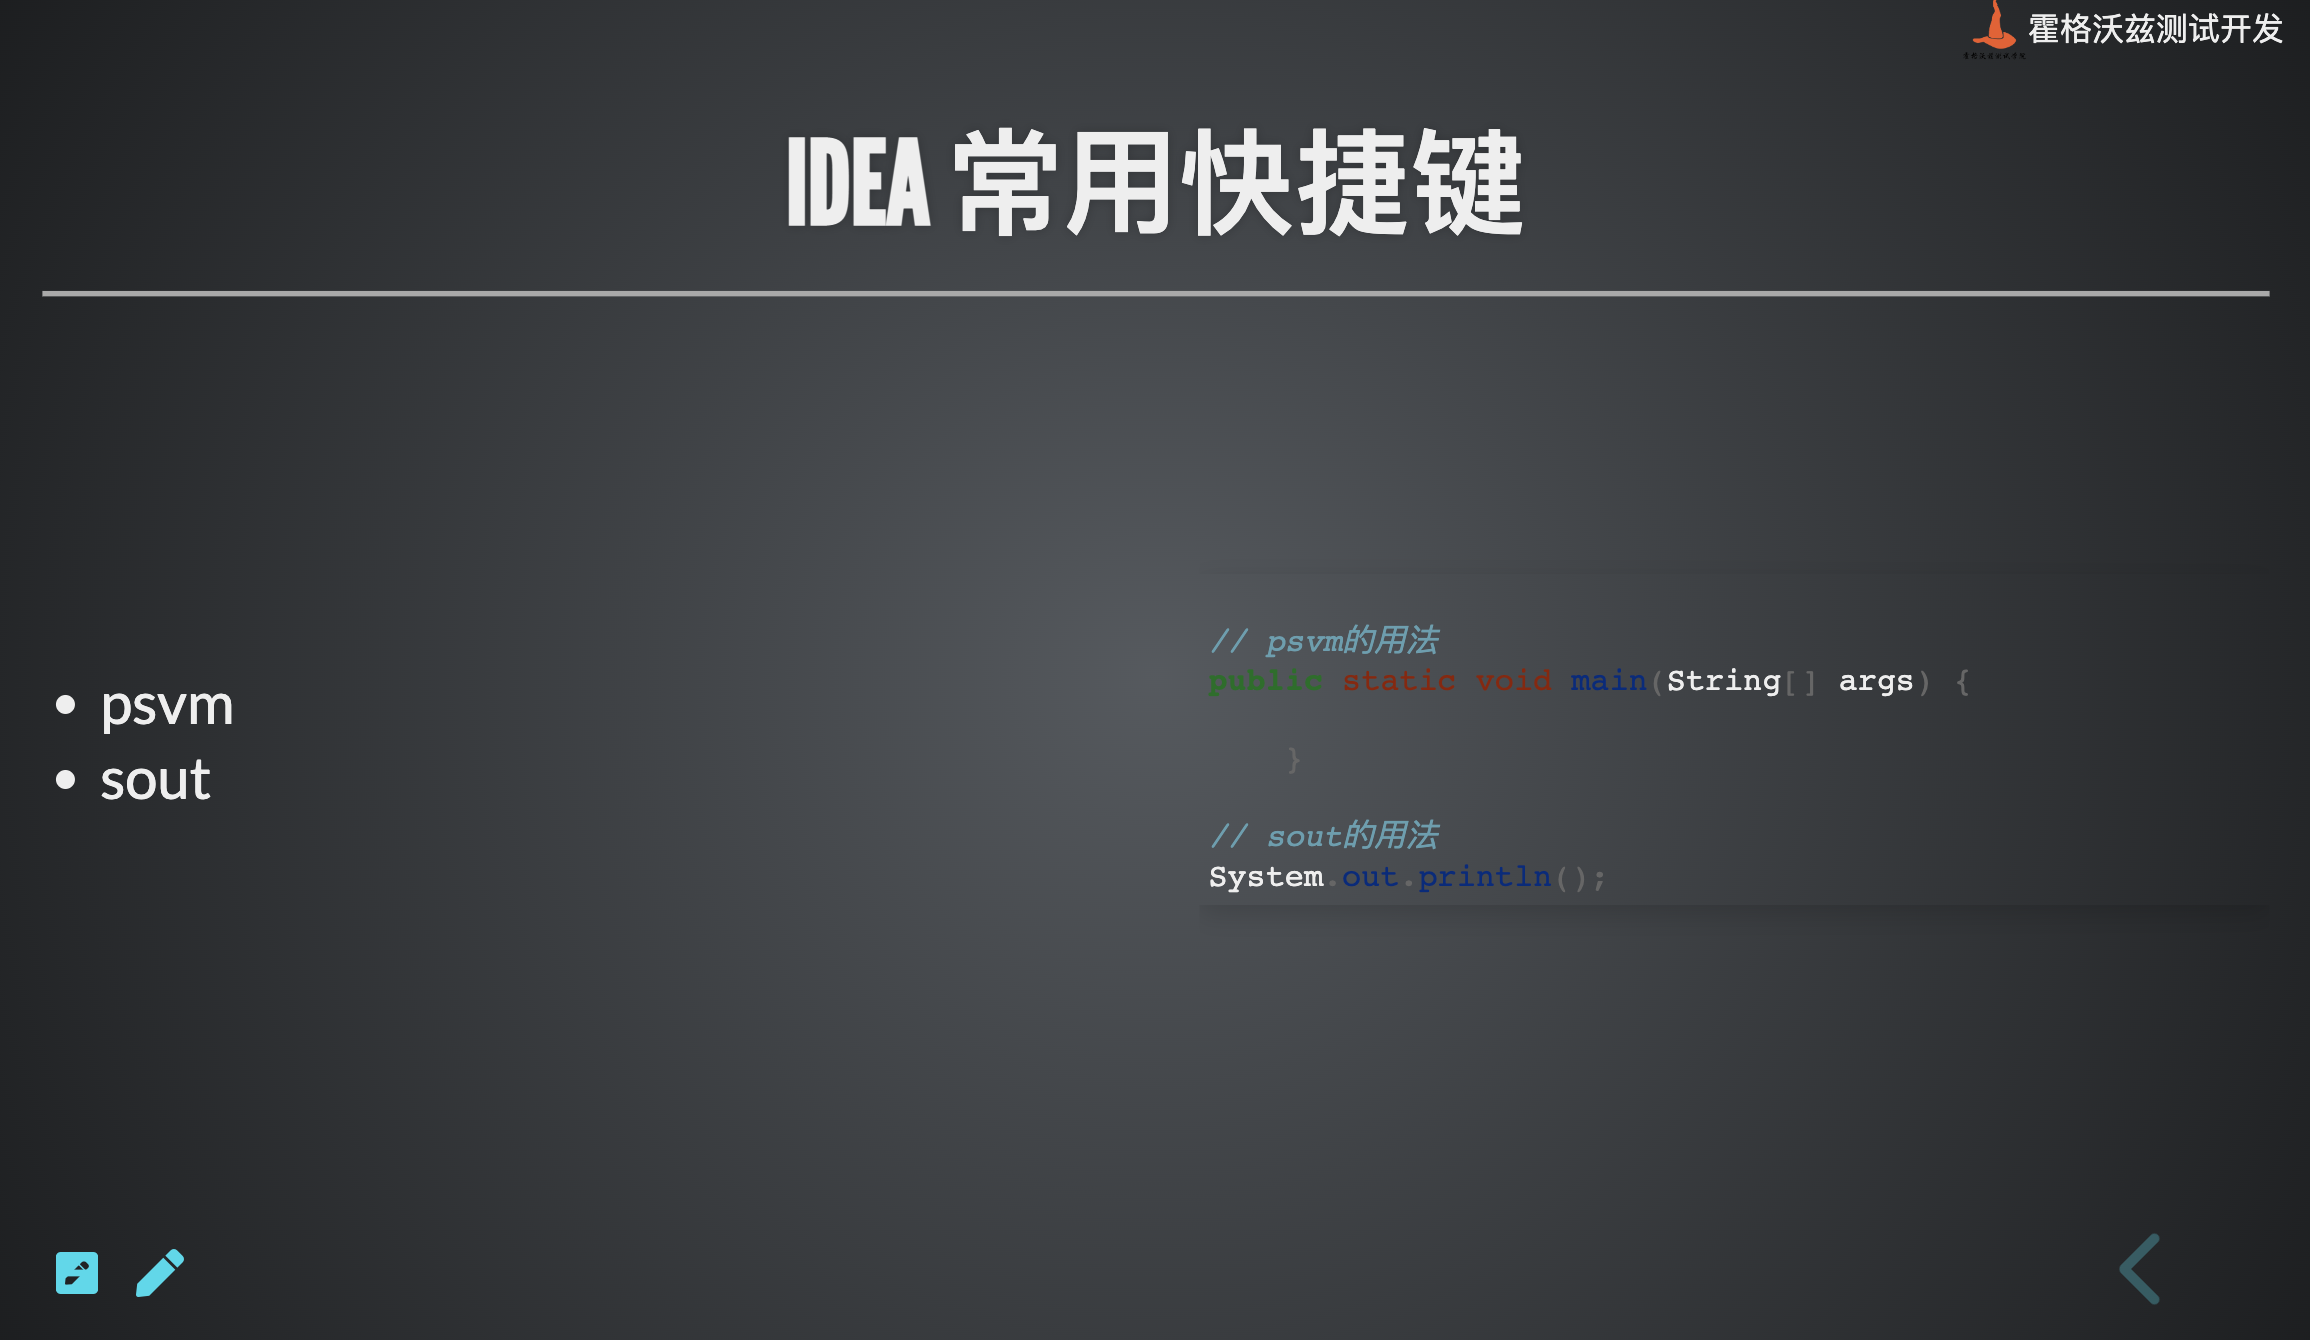 霍格沃兹测试开发
IDEA 常用快捷键
psvm
sout
// psvm的用法
public static void main(String[] args) {
}
// sout的用法
System.out.println();